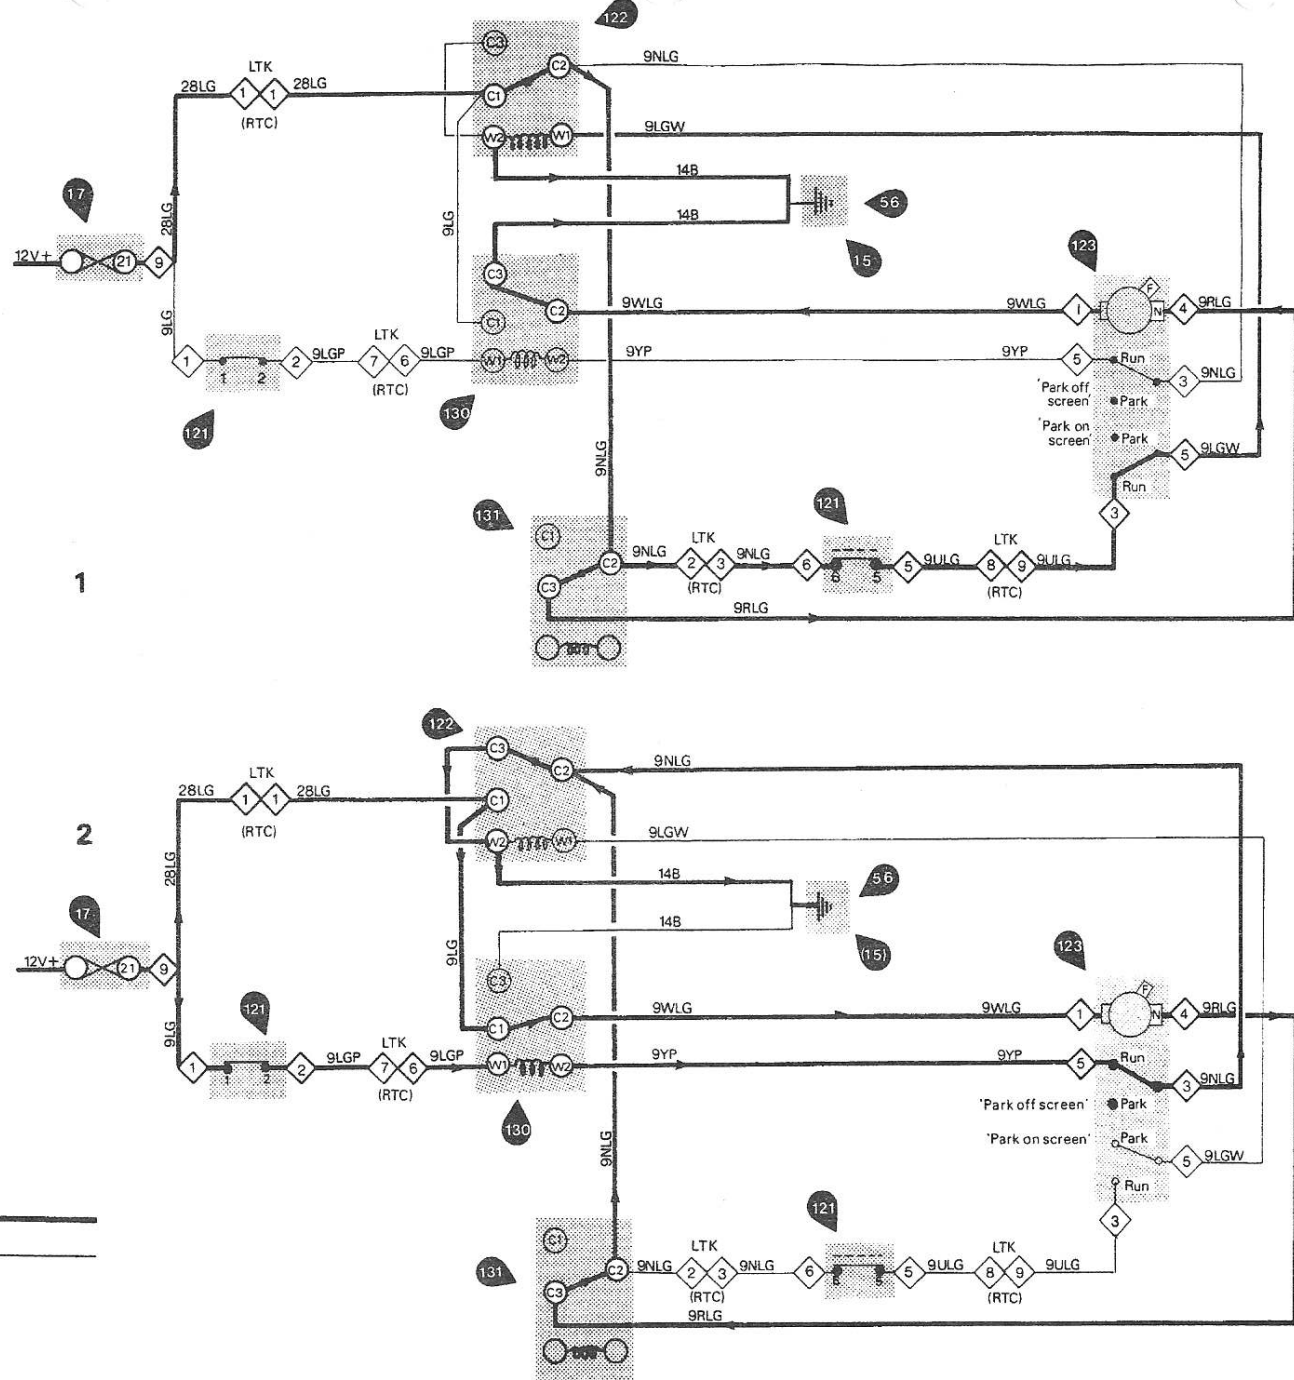 122
C3
C2
9NLG
LTK
28LG 1 1 28LG
(RTC)
C1
W2 W1
9LGW
14B
17
28LG
9LG
14B
56
15
123
12V+ 21 9
C3
F
9WLG 9WLG 1 N 4 9RLG
C2
C1
9LG
LTK
1 1 2 2 9LGP 7 6 9LGP W1 W2
(RTC)
9YP 9YP 5 Run
3 9NLG
'Park off screen' Park
'Park on screen' Park
5 9LGW
Run
3
121
130
9NLG
131
C1
C2
C3
121
LTK
9NLG 2 3 9NLG 6 6 5 5 9ULG
(RTC)
LTK
8 9 9ULG
(RTC)
1
9RLG
122
C3
C2
9NLG
LTK
28LG 1 1 28LG
(RTC)
C1
2
W2 W1
9LGW
28LG
14B
56
17
14B
(15)
123
12V+ 21 9
9LG
C3
F
121
C1 C2
9WLG 9WLG 1 N 4 9RLG
9LG
LTK
1 1 2 2 9LGP 7 6 9LGP W1 W2
(RTC)
9YP 9YP 5 Run
3 9NLG
'Park off screen' Park
'Park on screen' Park
5 9LGW
Run
3
130
9NLG
121
C1
131
C2
C3
LTK
9NLG 2 3 9NLG 6 6 5 5 9ULG
(RTC)
LTK
8 9 9ULG
(RTC)
9RLG